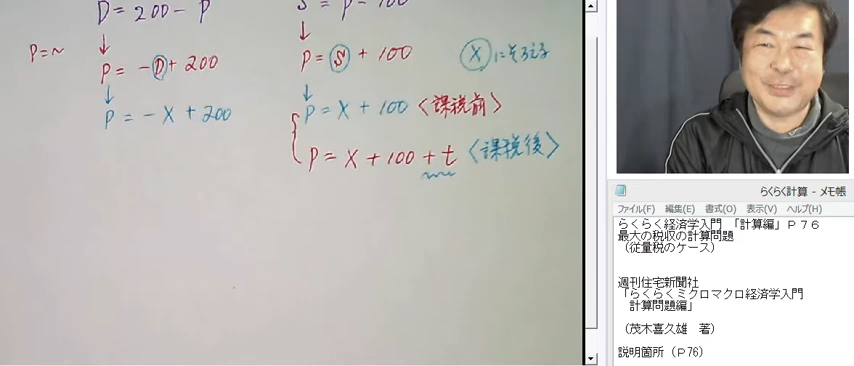 D = 200 - P
S = P - 100
P = ~
↓
↓
P = -D + 200
P = S + 100
Xにそろえる
↓
↓
P = -X + 200
P = X + 100 〈課税前〉
P = X + 100 + t 〈課税後〉
らくらく計算 - メモ帳
ファイル(F) 編集(E) 書式(O) 表示(V) ヘルプ(H)
らくらく経済学入門 「計算編」P76
最大の税収の計算問題
(従量税のケース)
週刊住宅新聞社
「らくらくミクロマクロ経済学入門
計算問題編」
(茂木喜久雄 著)
説明箇所(P76)